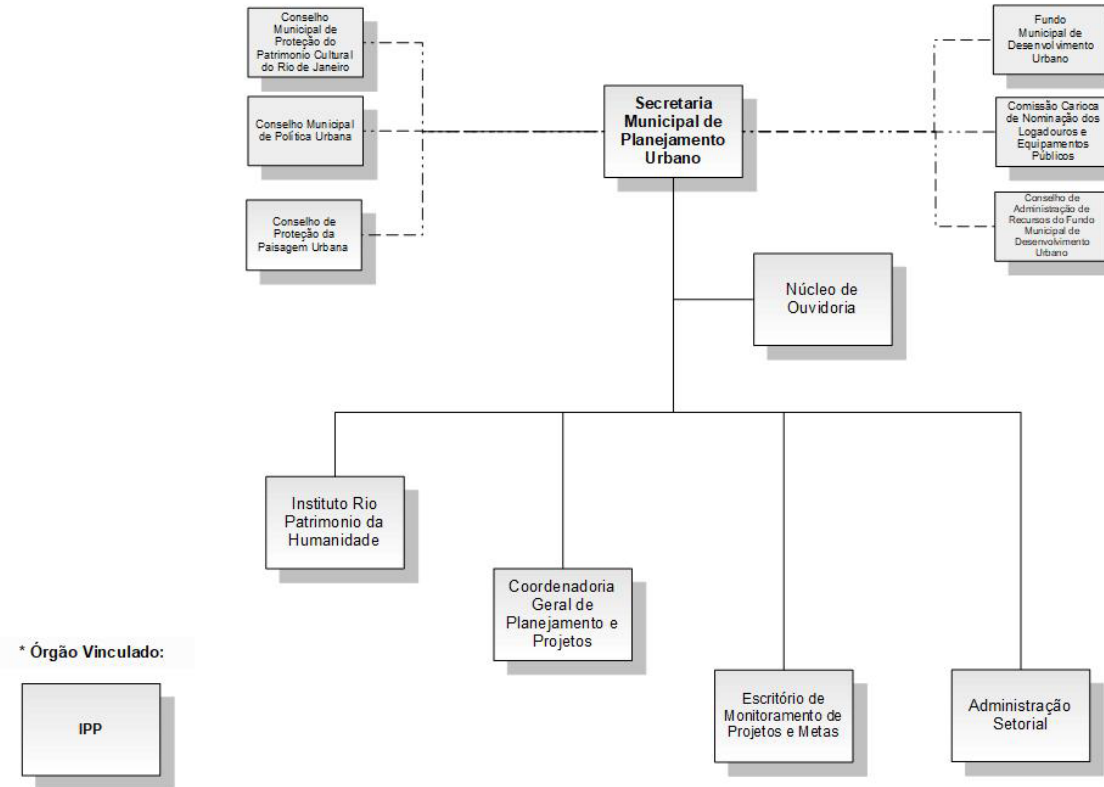 Conselho
Municipal de
Proteção do
Patrimonio Cultural
do Rio de Janeiro
Conselho Municipal
de Política Urbana
Conselho de
Proteção da
Paisagem Urbana
Secretaria
Municipal de
Planejamento
Urbano
Fundo
Municipal de
Desenvolvimento
Urbano
Comissão Carioca
de Nominação dos
Logadouros e
Equipamentos
Públicos
Conselho de
Administração de
Recursos do Fundo
Municipal de
Desenvolvimento
Urbano
Núcleo de
Ouvidoria
Instituto Rio
Patrimonio da
Humanidade
Coordenadoria
Geral de
Planejamento e
Projetos
Escritório de
Monitoramento de
Projetos e Metas
Administração
Setorial
* Órgão Vinculado:
IPP